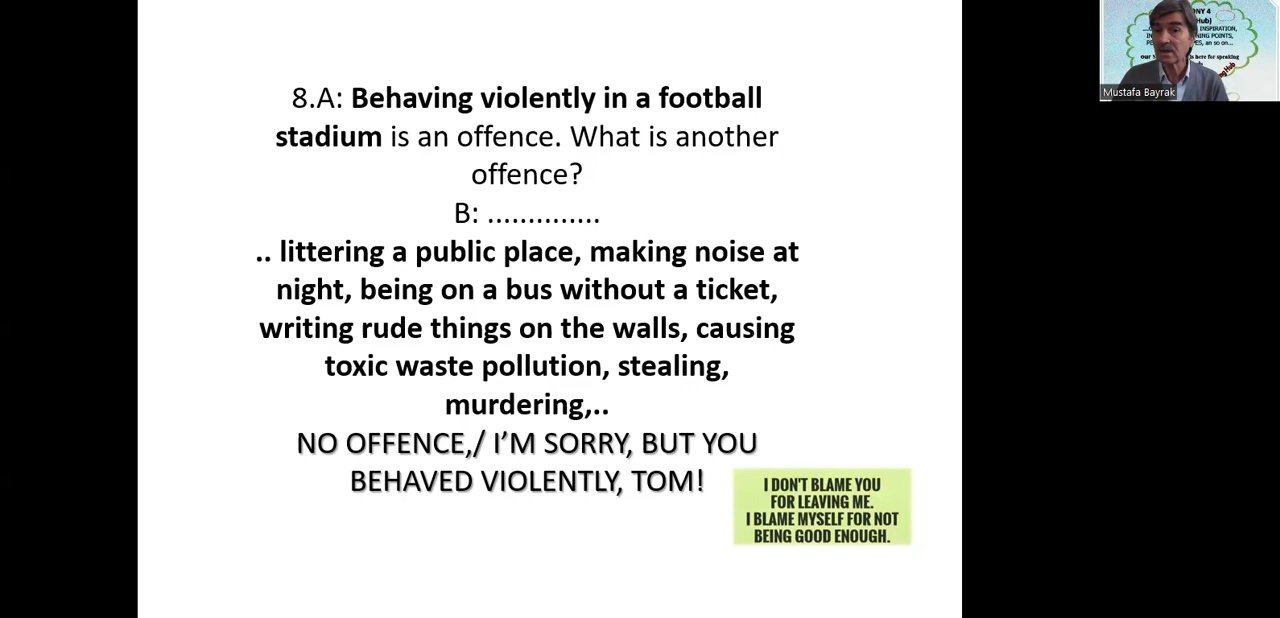 8.A: Behaving violently in a football
stadium is an offence. What is another
offence?
B: ..............
.. littering a public place, making noise at
night, being on a bus without a ticket,
writing rude things on the walls, causing
toxic waste pollution, stealing,
murdering,..
NO OFFENCE,/ I'M SORRY, BUT YOU
BEHAVED VIOLENTLY, TOM!
I DON'T BLAME YOU
FOR LEAVING ME.
I BLAME MYSELF FOR NOT
BEING GOOD ENOUGH.
Mustafa Bayrak